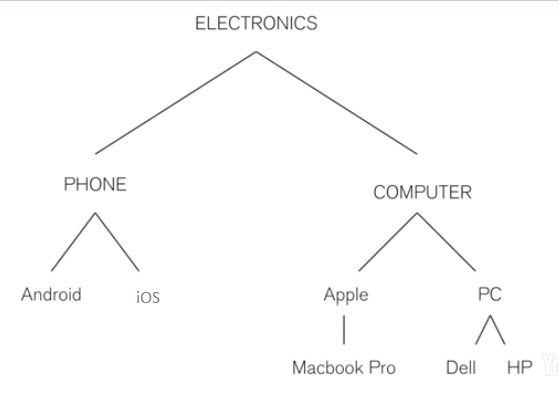 ELECTRONICS
PHONE
COMPUTER
Android
iOS
Apple
PC
Macbook Pro
Dell
HP